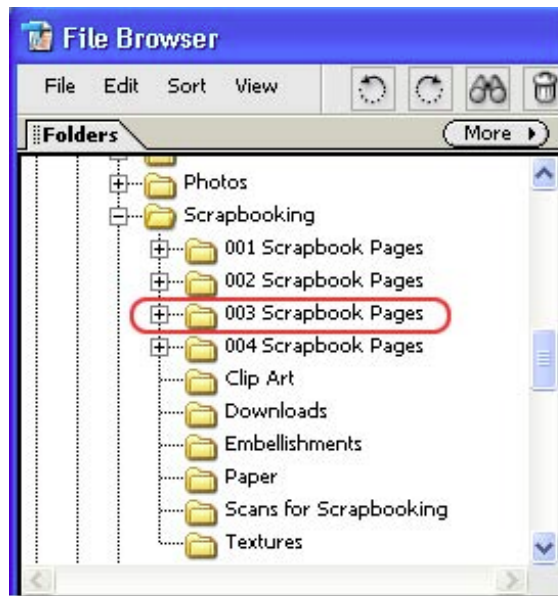 File Browser
File Edit Sort View
Folders More
Photos
Scrapbooking
001 Scrapbook Pages
002 Scrapbook Pages
003 Scrapbook Pages
004 Scrapbook Pages
Clip Art
Downloads
Embellishments
Paper
Scans for Scrapbooking
Textures